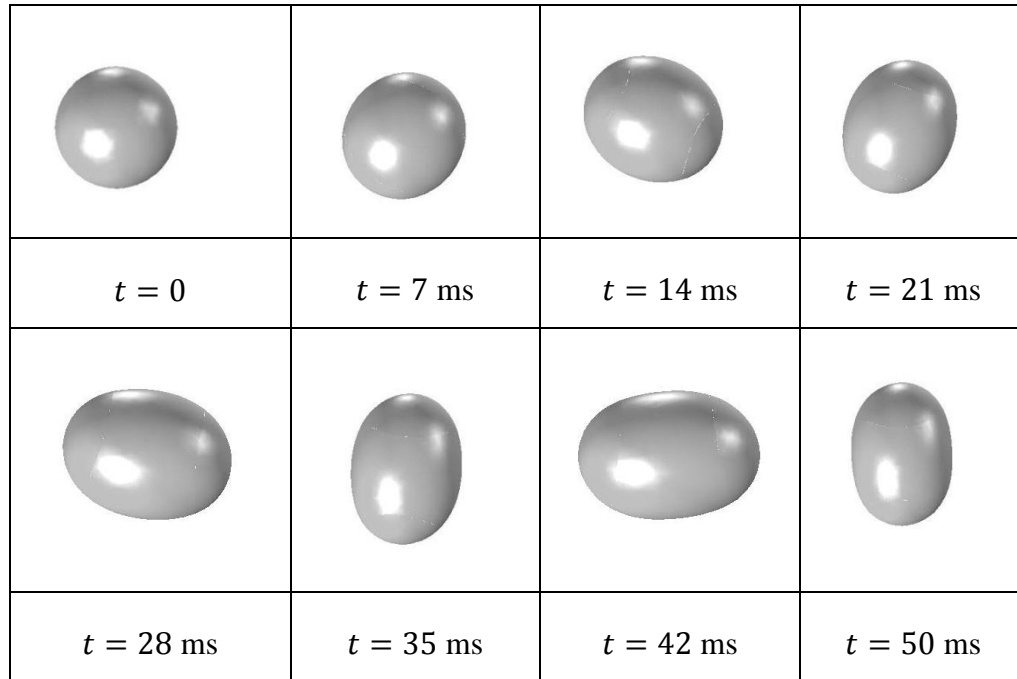 t = 0
t = 7 ms
t = 14 ms
t = 21 ms
t = 28 ms
t = 35 ms
t = 42 ms
t = 50 ms